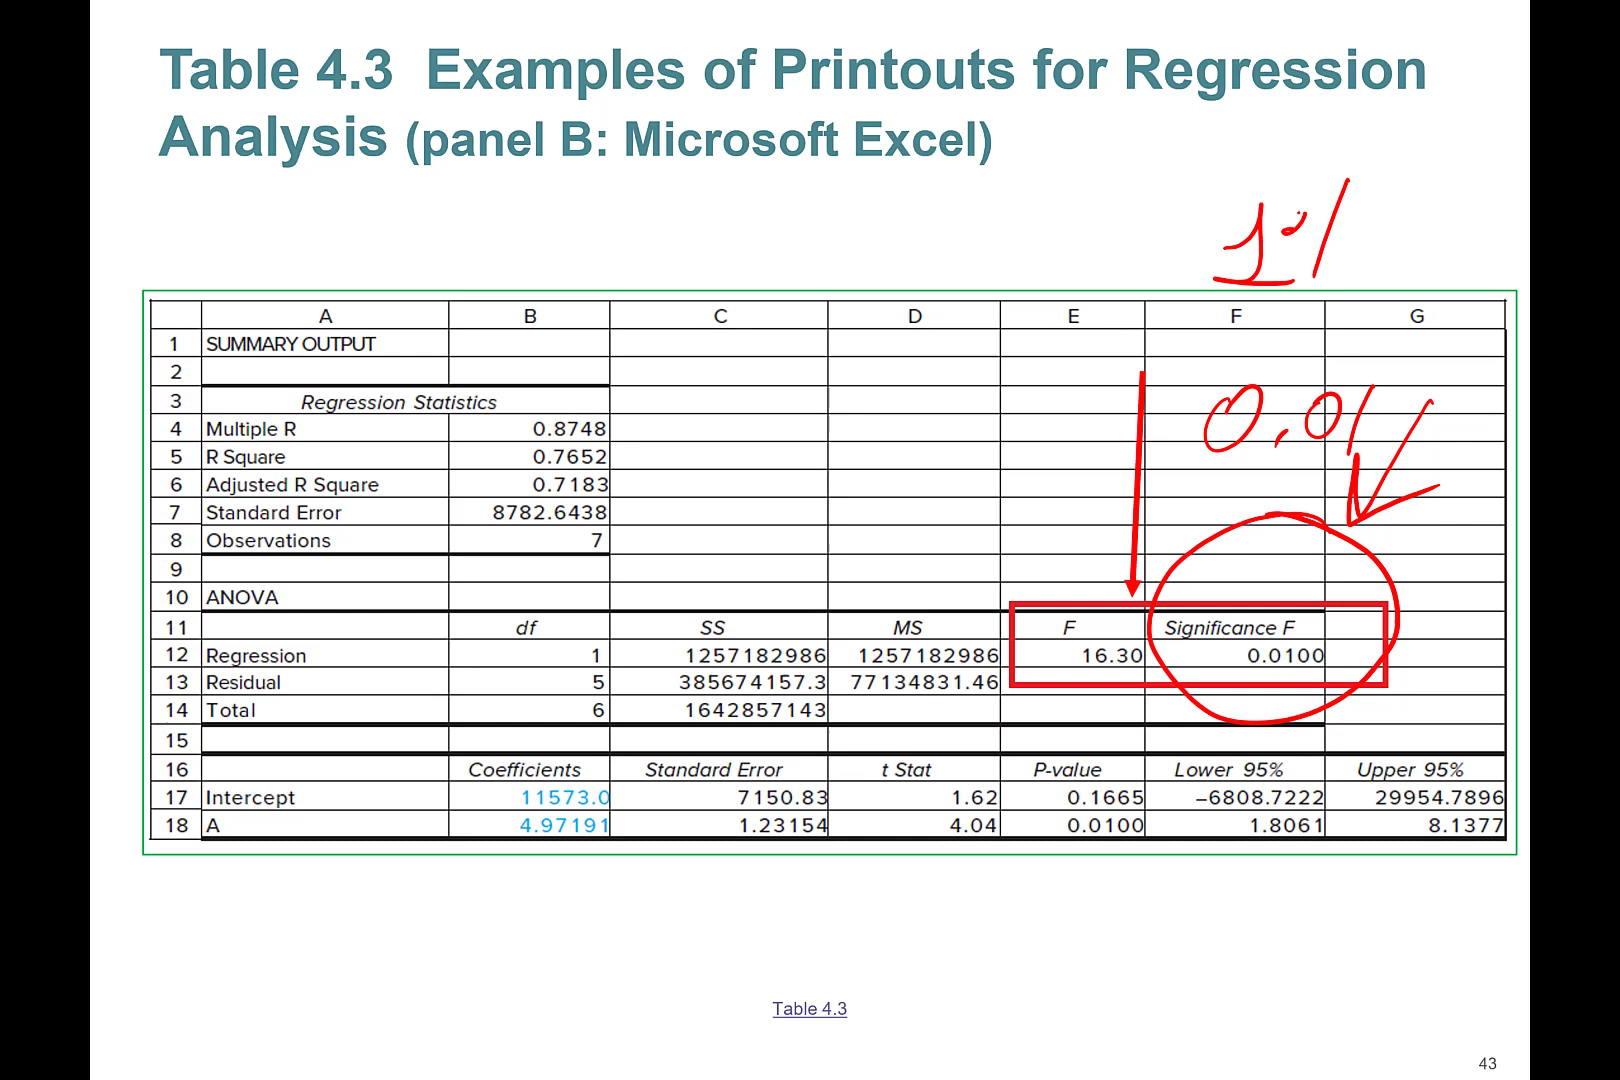 Table 4.3 Examples of Printouts for Regression
Analysis (panel B: Microsoft Excel)
1%
A B C D E F G
1 SUMMARY OUTPUT
2
3 Regression Statistics
4 Multiple R 0.8748
5 R Square 0.7652
6 Adjusted R Square 0.7183
7 Standard Error 8782.6438
8 Observations 7
9
10 ANOVA
0,01
11 df SS MS F Significance F
12 Regression 1 1257182986 1257182986 16.30 0.0100
13 Residual 5 385674157.3 77134831.46
14 Total 6 1642857143
15
16 Coefficients Standard Error t Stat P-value Lower 95% Upper 95%
17 Intercept 11573.0 7150.83 1.62 0.1665 −6808.7222 29954.7896
18 A 4.97191 1.23154 4.04 0.0100 1.8061 8.1377
Table 4.3
43